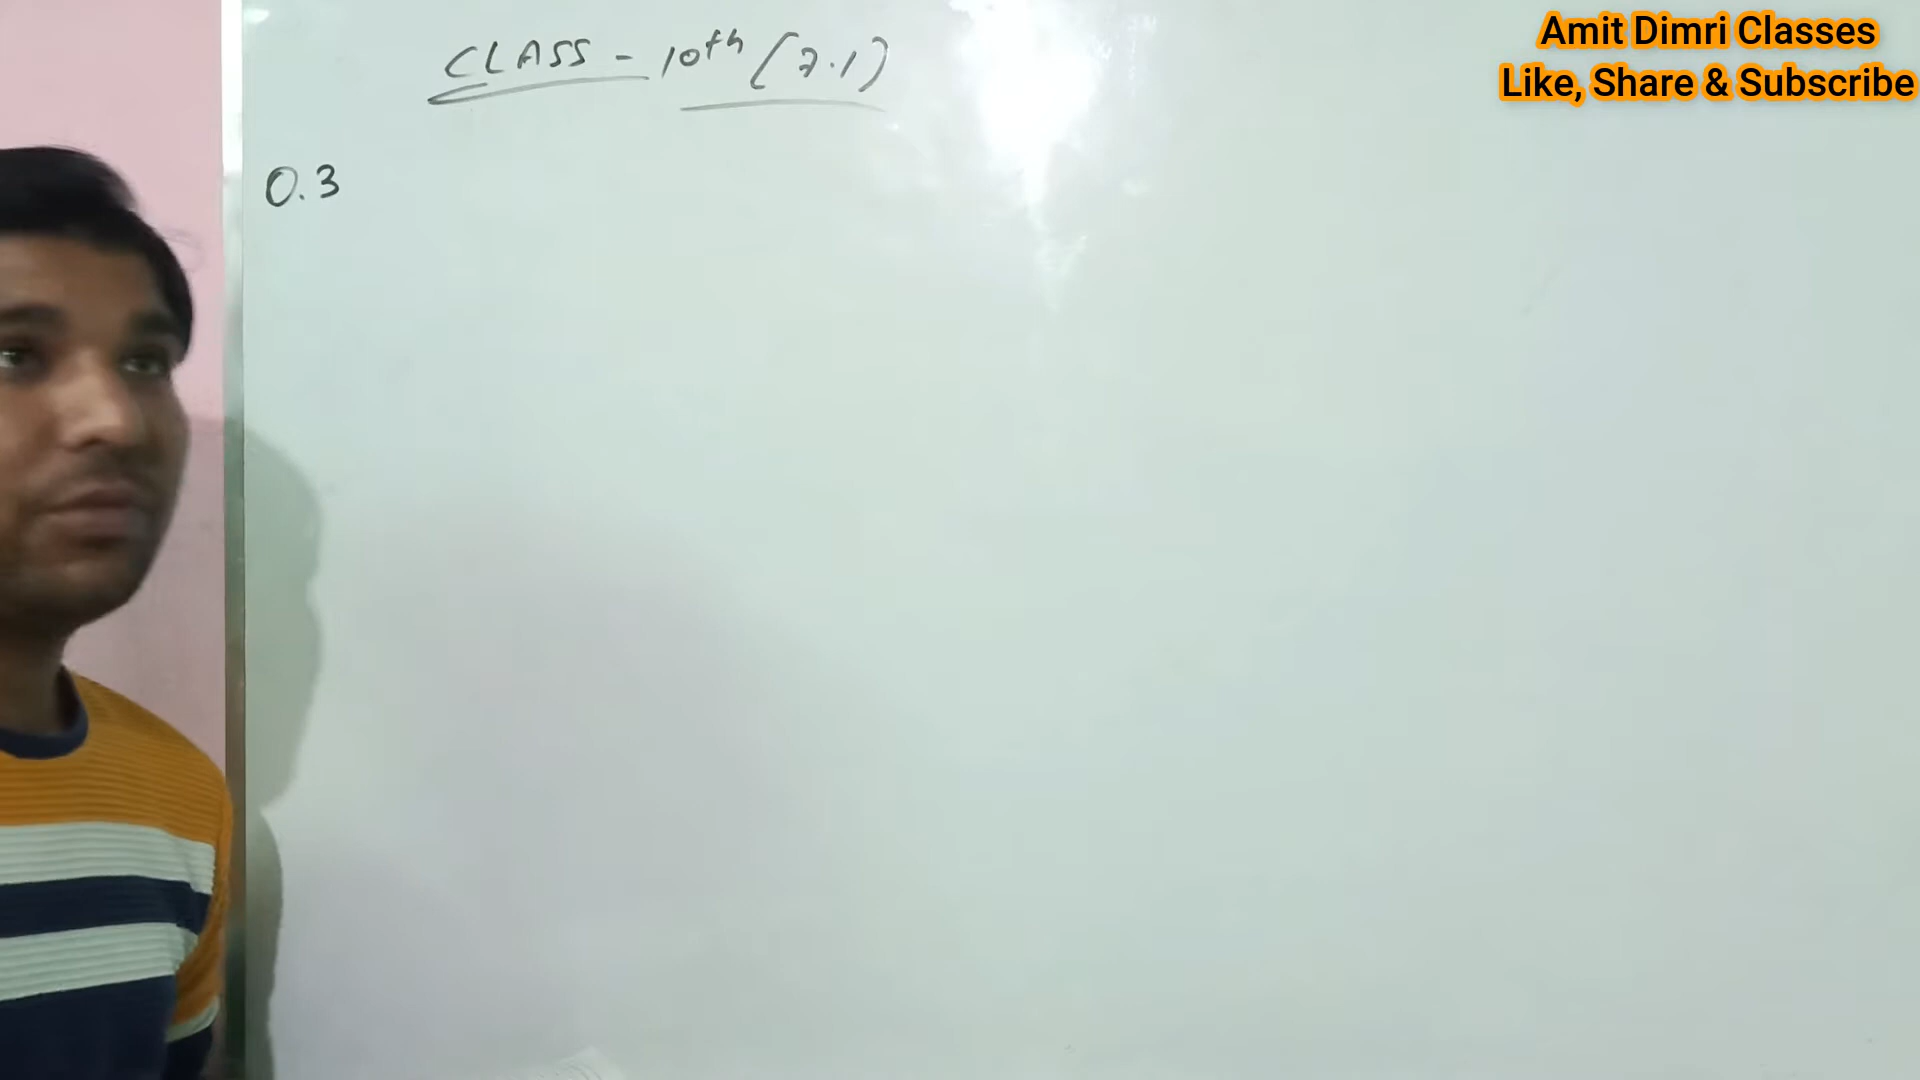 Amit Dimri Classes
Like, Share & Subscribe
CLASS - 10th (7.1)
Q.3